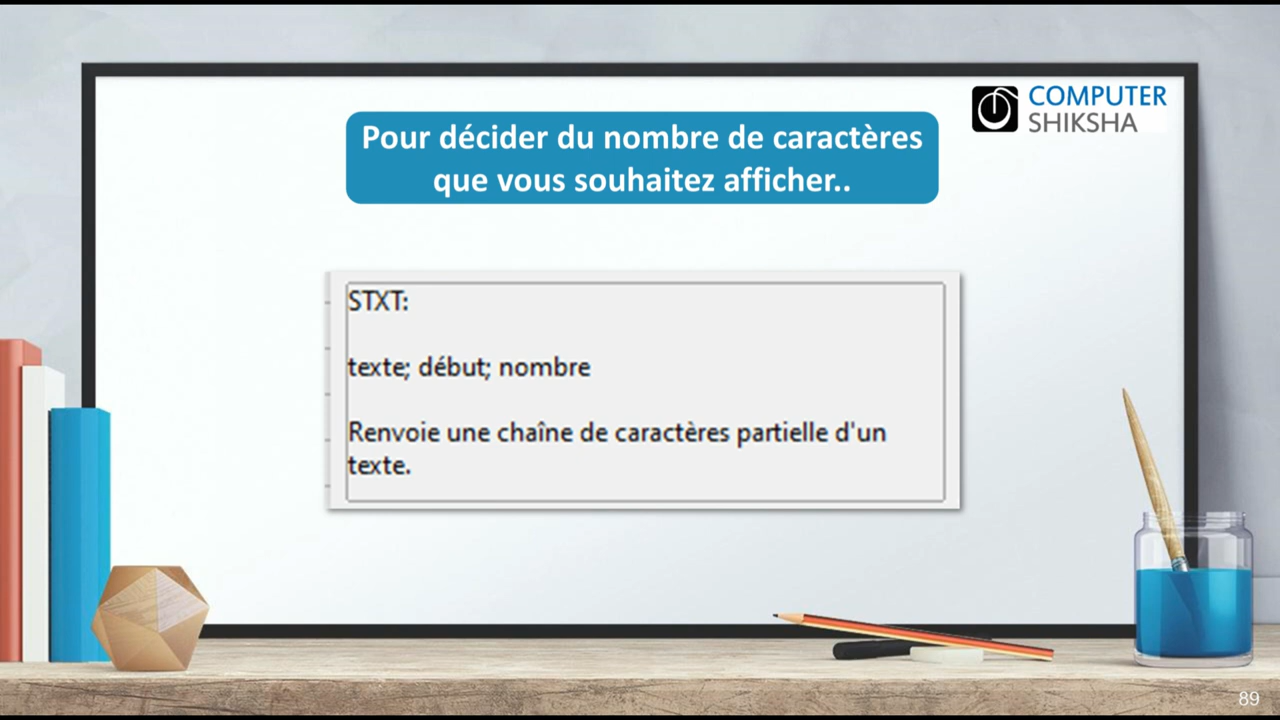 COMPUTER
SHIKSHA
Pour décider du nombre de caractères
que vous souhaitez afficher..
STXT:
texte; début; nombre
Renvoie une chaîne de caractères partielle d'un
texte.
89